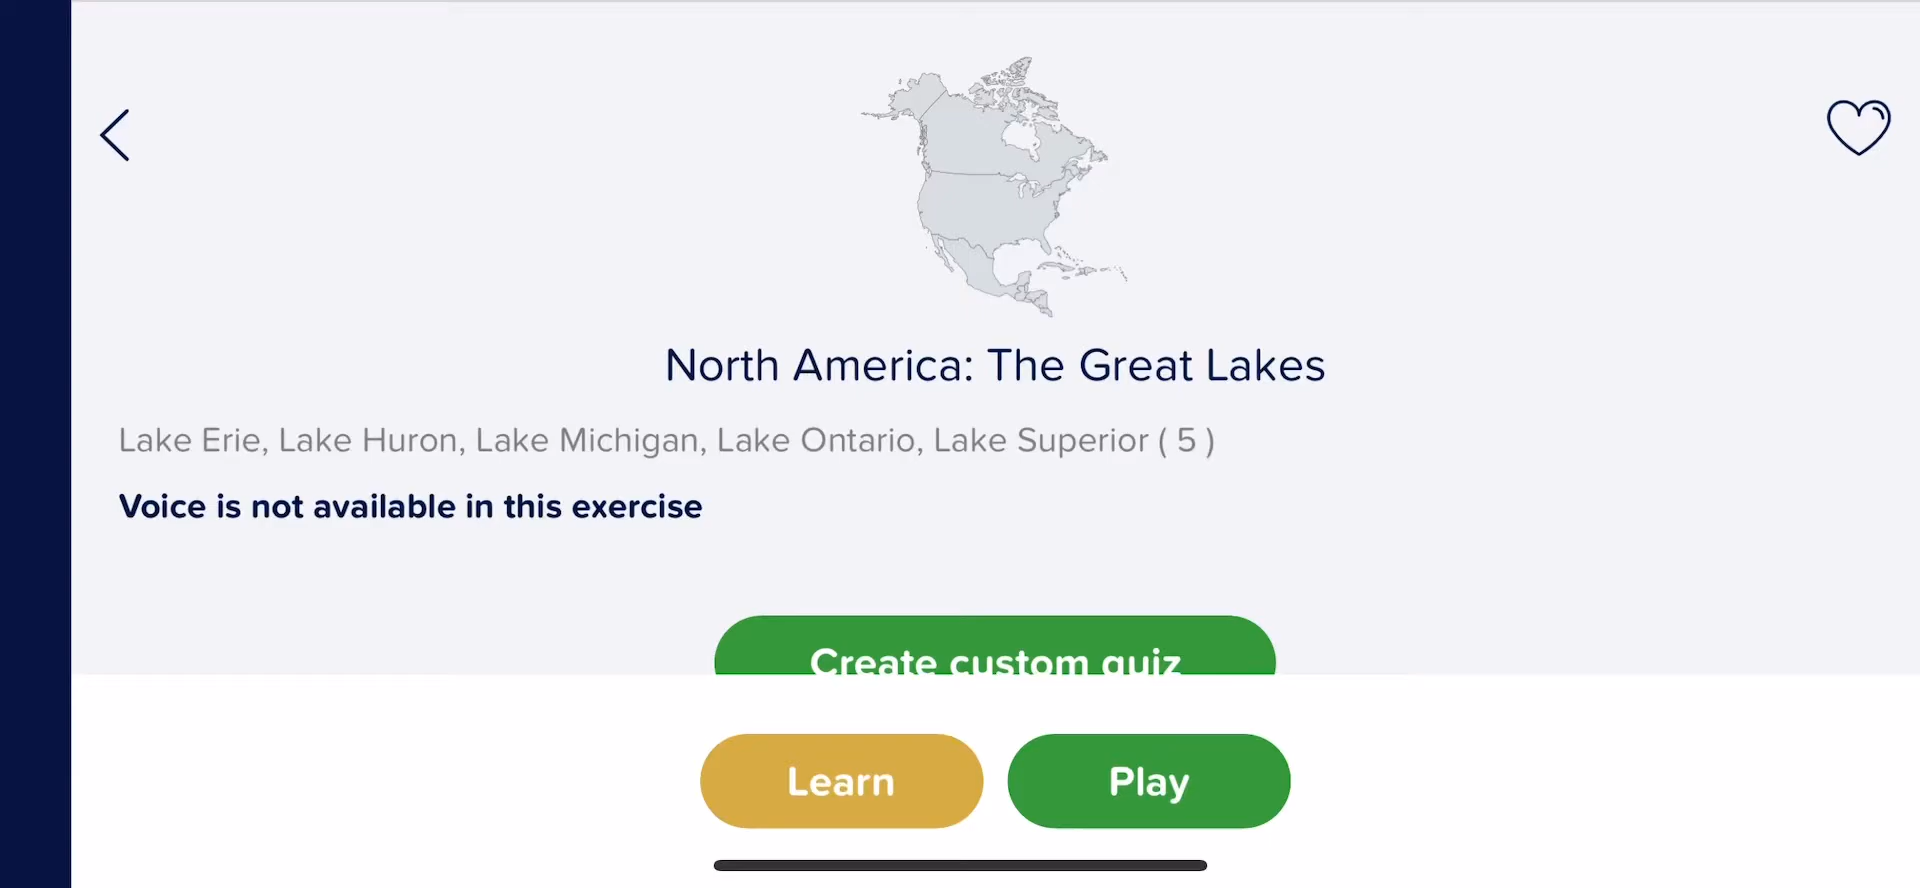 North America: The Great Lakes
Lake Erie, Lake Huron, Lake Michigan, Lake Ontario, Lake Superior ( 5 )
Voice is not available in this exercise
Create custom quiz
Learn
Play